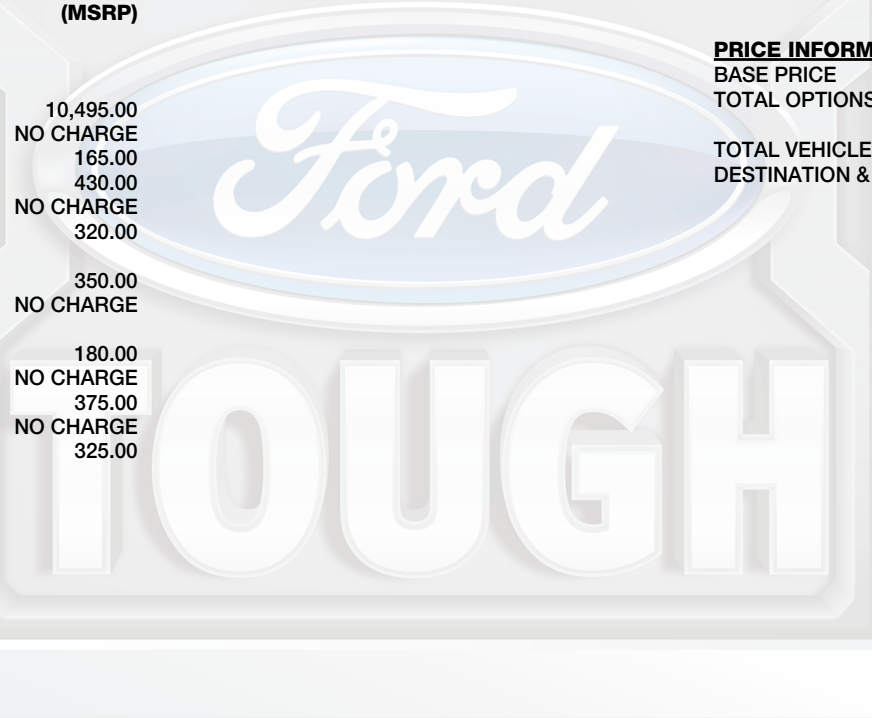 (MSRP)
10,495.00
NO CHARGE
165.00
430.00
NO CHARGE
320.00
350.00
NO CHARGE
180.00
NO CHARGE
375.00
NO CHARGE
325.00
PRICE INFORM
BASE PRICE
TOTAL OPTIONS
TOTAL VEHICLE
DESTINATION &
Ford
TOUGH